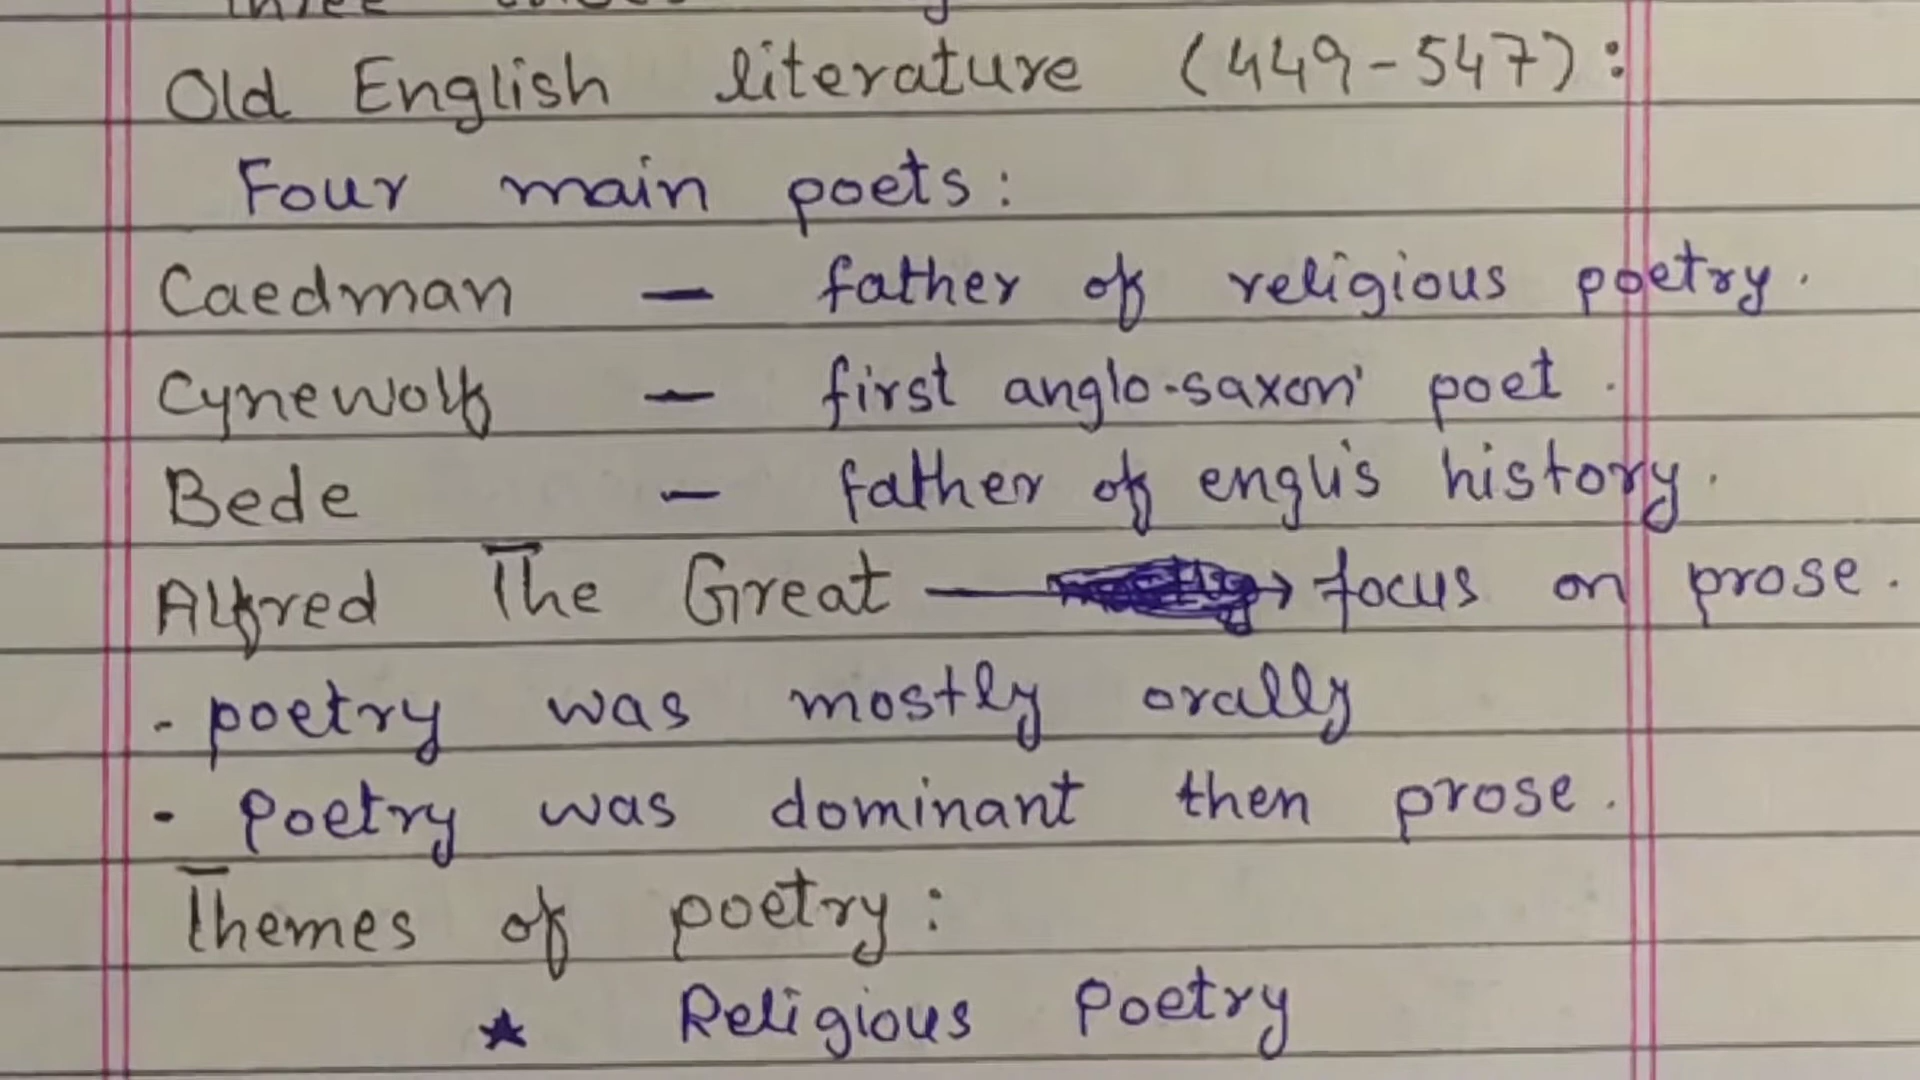 Old English literature (449-547):
Four main poets:
Caedman - father of religious poetry.
Cynewolf - first anglo-saxon poet.
Bede - father of englis history.
Alfred The Great → focus on prose.
- poetry was mostly orally
- Poetry was dominant then prose.
Themes of poetry:
★ Religious Poetry